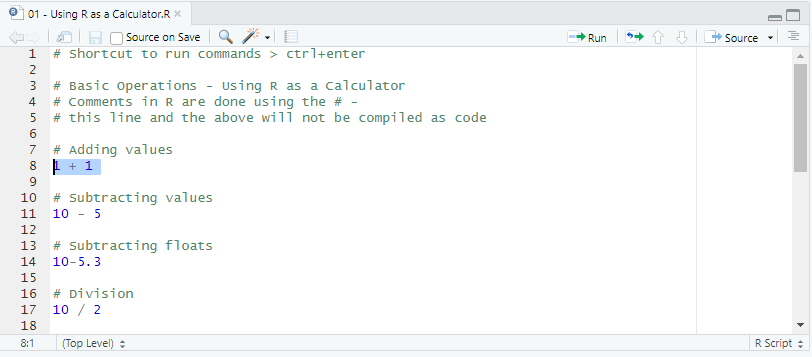 01 - Using R as a Calculator.R
Source on Save Run Source
1 # Shortcut to run commands > ctrl+enter
2
3 # Basic Operations - Using R as a Calculator
4 # Comments in R are done using the # -
5 # this line and the above will not be compiled as code
6
7 # Adding values
8 1 + 1
9
10 # Subtracting values
11 10 - 5
12
13 # Subtracting floats
14 10-5.3
15
16 # Division
17 10 / 2
18
8:1 (Top Level) R Script